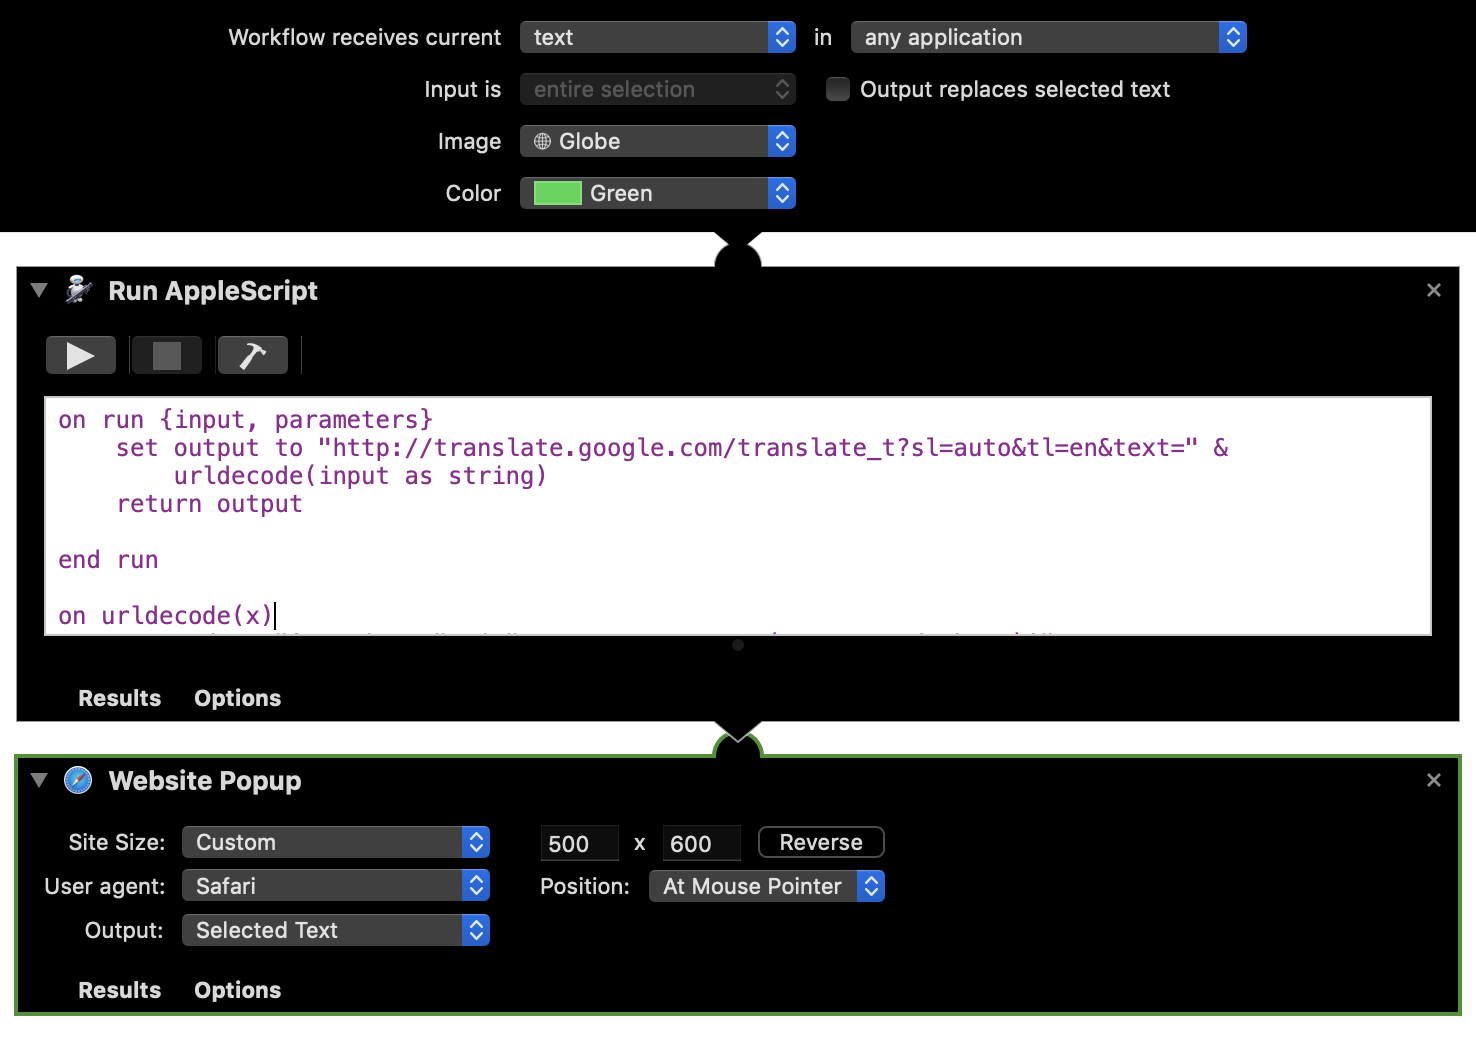 Workflow receives current text in any application
Input is entire selection Output replaces selected text
Image Globe
Color Green
Run AppleScript
on run {input, parameters}
set output to "http://translate.google.com/translate_t?sl=auto&tl=en&text=" &
urldecode(input as string)
return output
end run
on urldecode(x)
Results Options
Website Popup
Site Size: Custom 500 x 600 Reverse
User agent: Safari Position: At Mouse Pointer
Output: Selected Text
Results Options